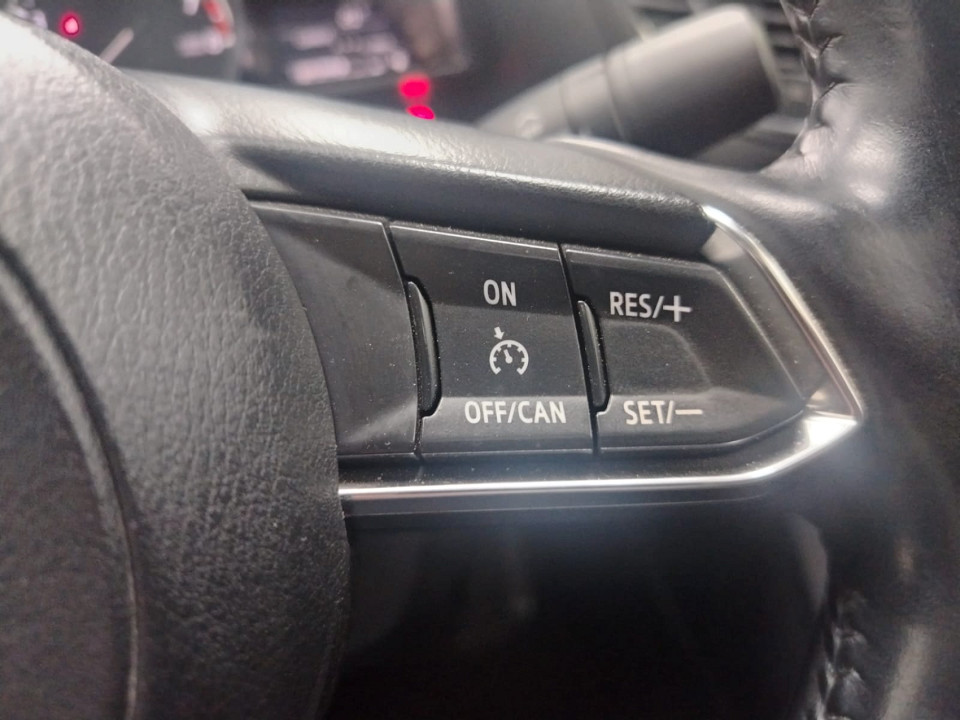 ON
OFF/CAN
RES/+
SET/—